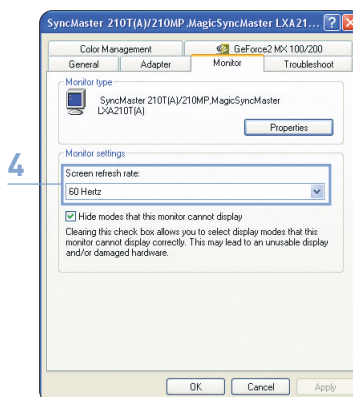 SyncMaster 210T(A)/210MP,MagicSyncMaster LXA21...
Color Management
GeForce2 MX 100/200
General
Adapter
Monitor
Troubleshoot
Monitor type
SyncMaster 210T(A)/210MP,MagicSyncMaster
LXA210T(A)
Properties
4
Monitor settings
Screen refresh rate:
60 Hertz
Hide modes that this monitor cannot display
Clearing this check box allows you to select display modes that this
monitor cannot display correctly. This may lead to an unusable display
and/or damaged hardware.
OK
Cancel
Apply